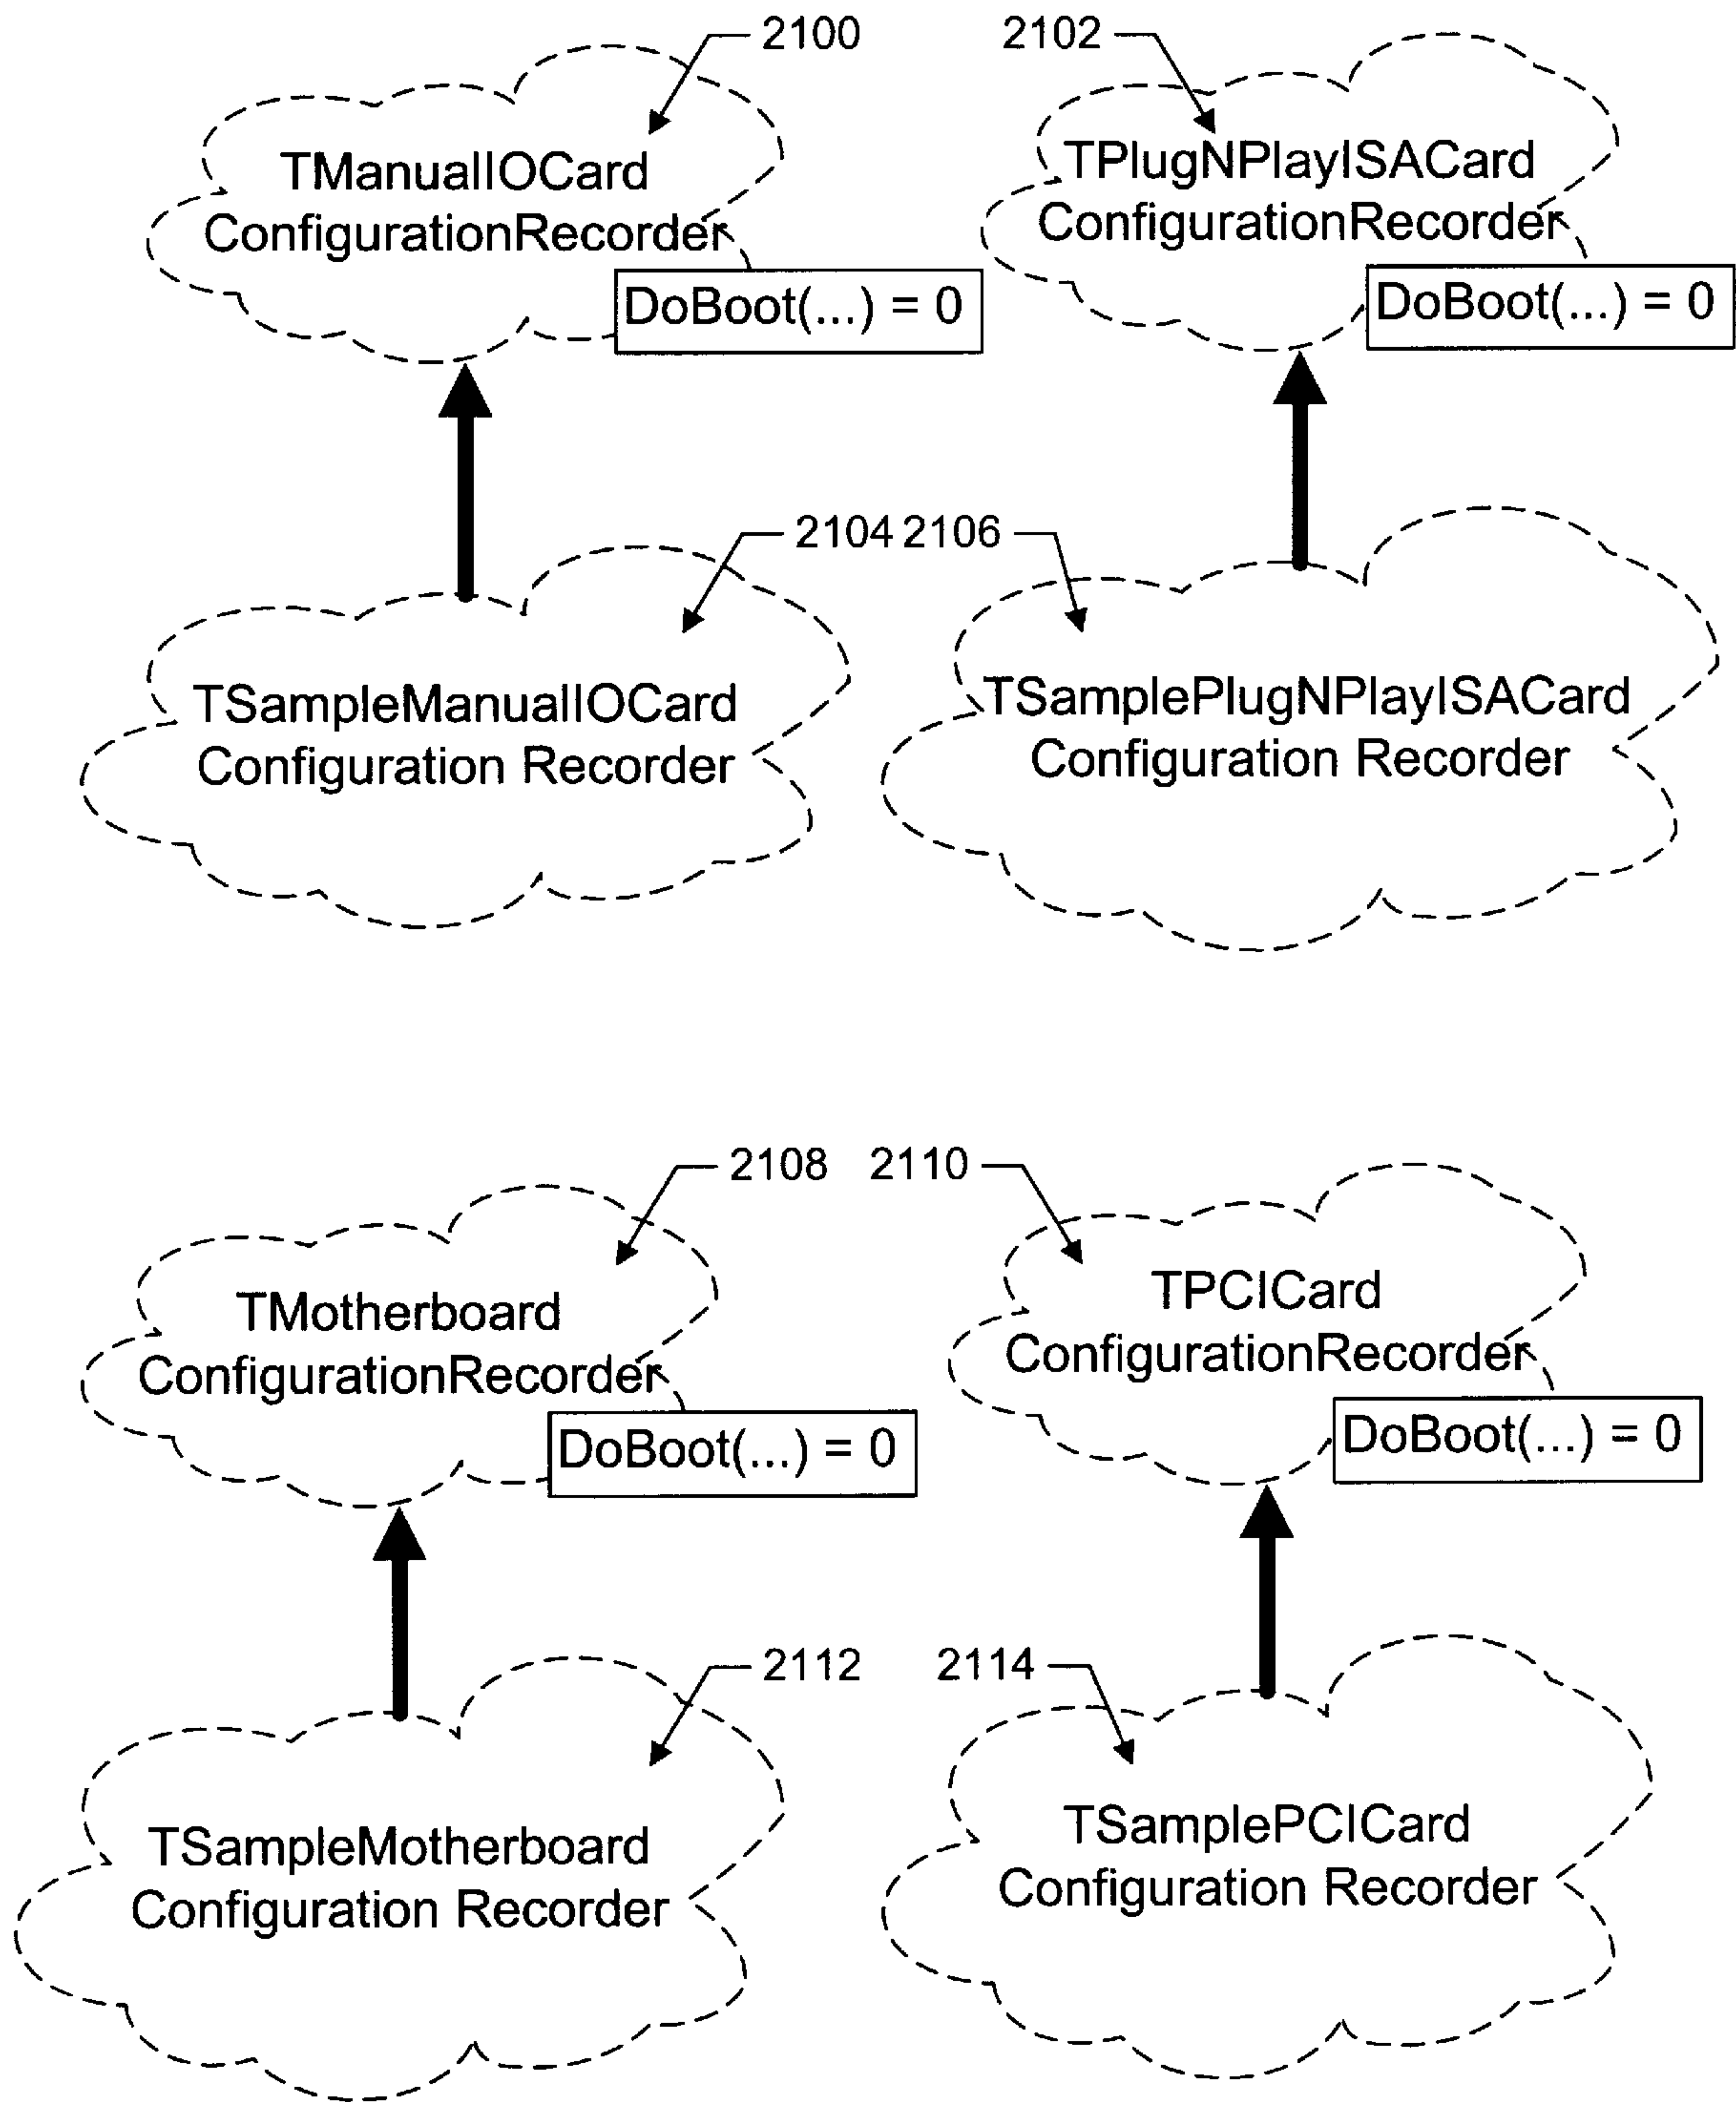 2100
2102
TManualIOCard
ConfigurationRecorder
DoBoot(...) = 0
TPlugNPlayISACard
ConfigurationRecorder
DoBoot(...) = 0
2104
2106
TSampleManualIOCard
Configuration Recorder
TSamplePlugNPlayISACard
Configuration Recorder
2108
2110
TMotherboard
ConfigurationRecorder
DoBoot(...) = 0
TPCICard
ConfigurationRecorder
DoBoot(...) = 0
2112
2114
TSampleMotherboard
Configuration Recorder
TSamplePCICard
Configuration Recorder